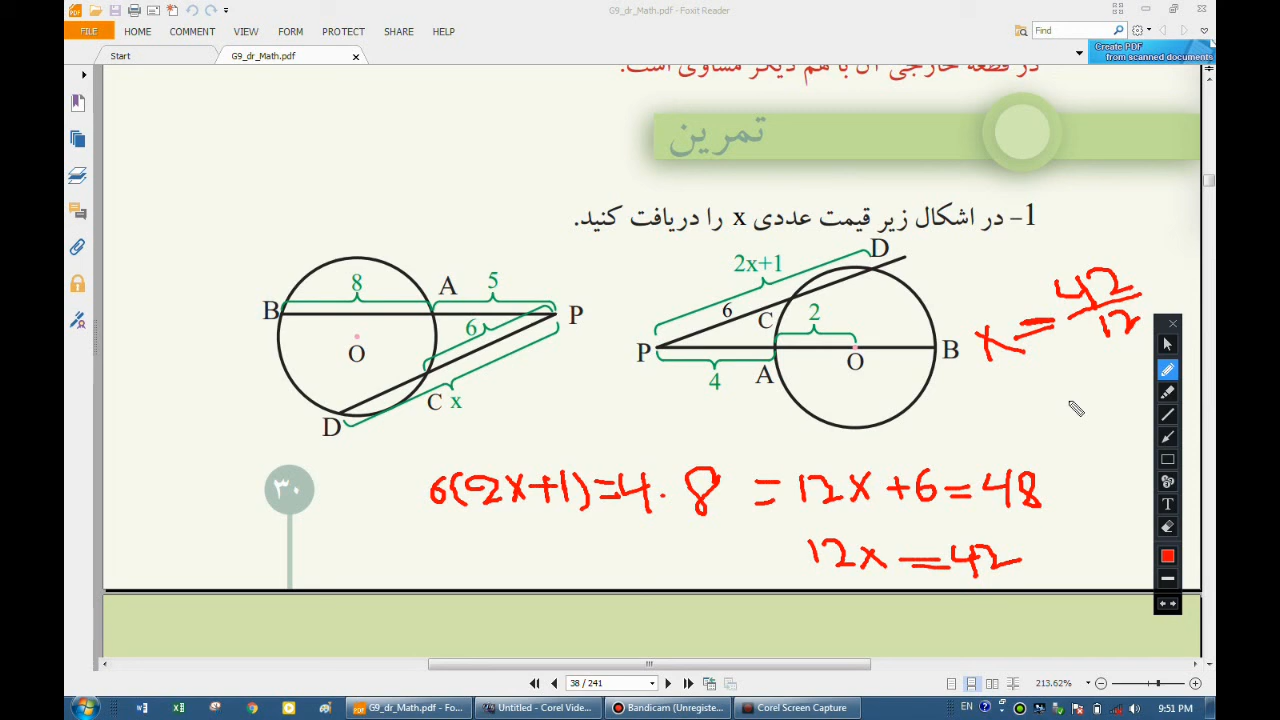 G9_dr_Math.pdf - Foxit Reader
FILE HOME COMMENT VIEW FORM PROTECT SHARE HELP
Find
Start G9_dr_Math.pdf
Create PDF
from scanned documents
در قطعه خارجی آن با هم دیگر مساوی است.
تمرین
1- در اشکال زیر قیمت عددی x را دریافت کنید.
B 8 A 5 P
6
O
D C x
2x+1 D
6 C 2
P 4 A O B
x = 42/12
6(2x+1)=4.8 = 12x+6=48
12x=42
۳۰
38 / 241
213.62%
G9_dr_Math.pdf - Fo...
Untitled - Corel Vide...
Bandicam (Unregiste...
Corel Screen Capture
EN
9:51 PM